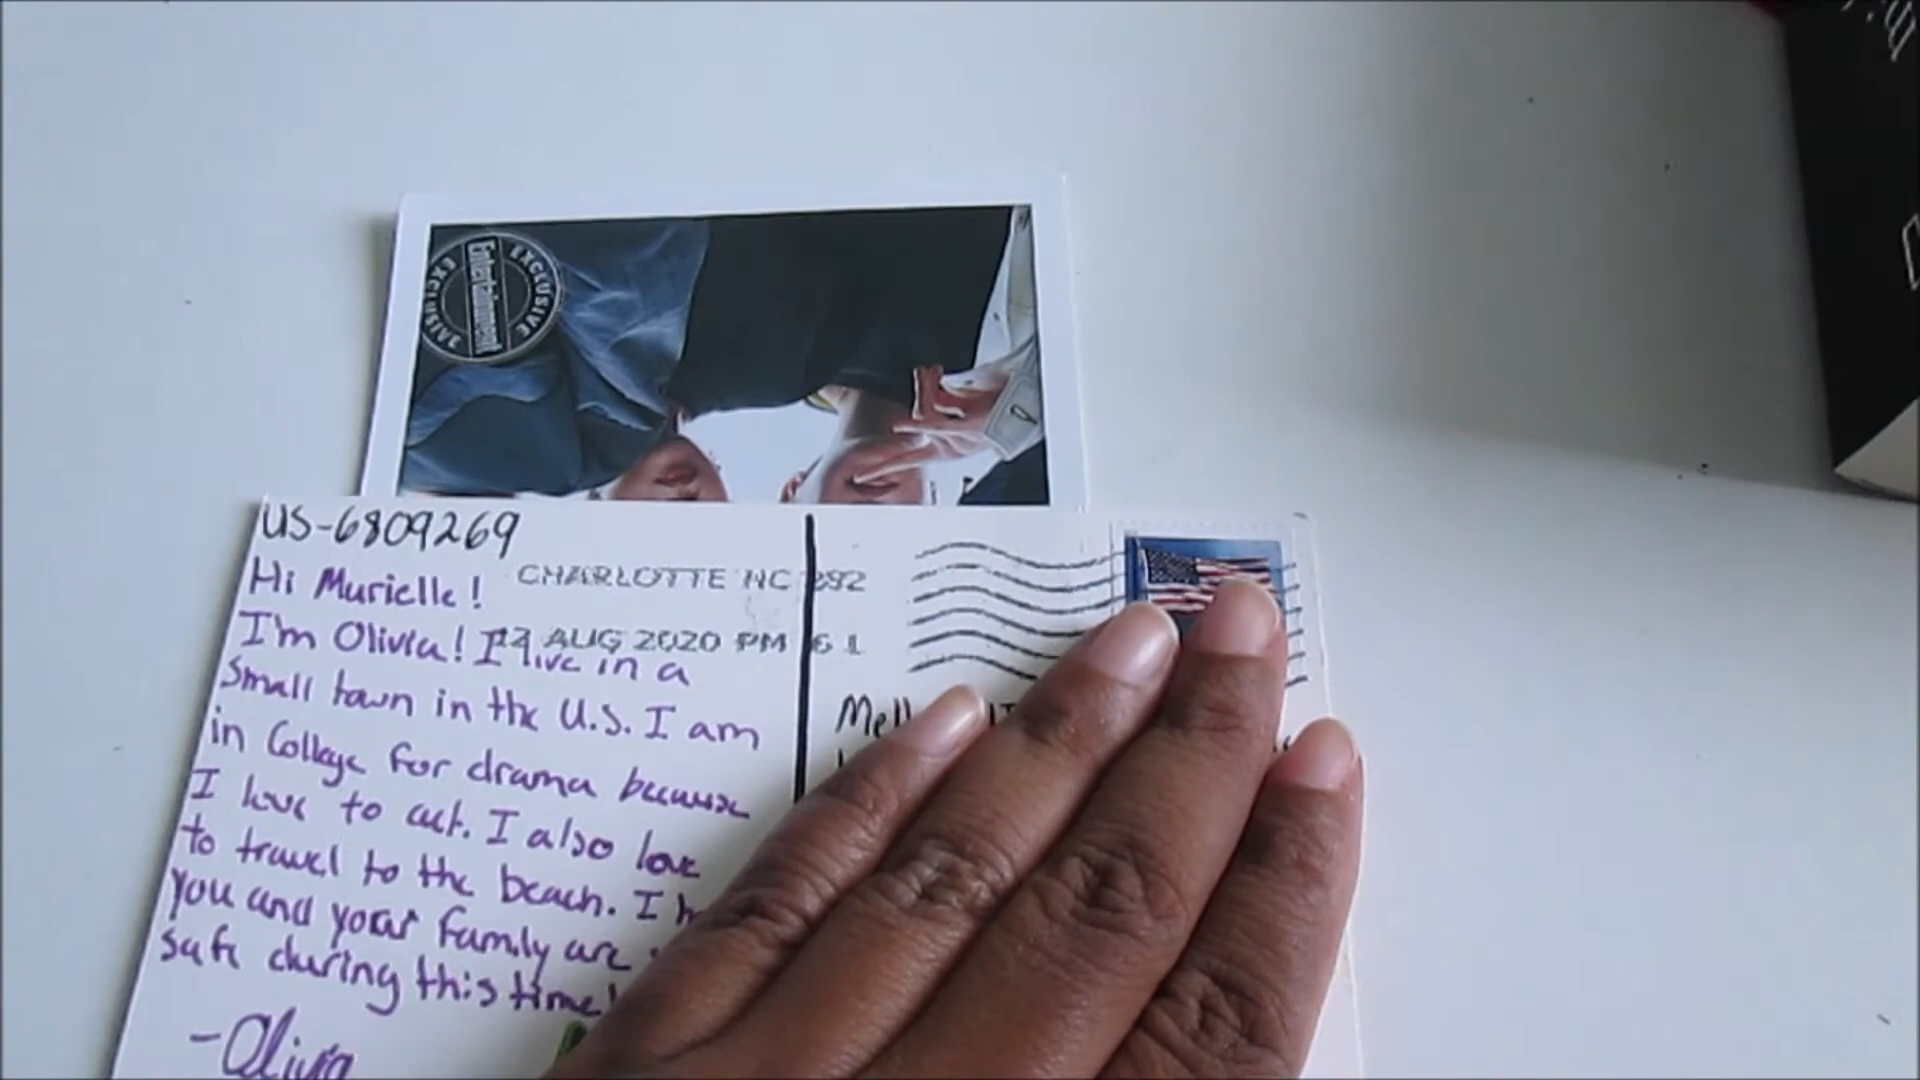 EXCLUSIVE
Entertainment
EXCLUSIVE
US-6809269
CHARLOTTE NC 282
AUG 2020 PM 6 1
Hi Murielle!
I'm Olivia! I live in a
small town in the U.S. I am
in College for drama because
I love to act. I also love
to travel to the beach. I
you and your family are
safe during this time!
-Olivia